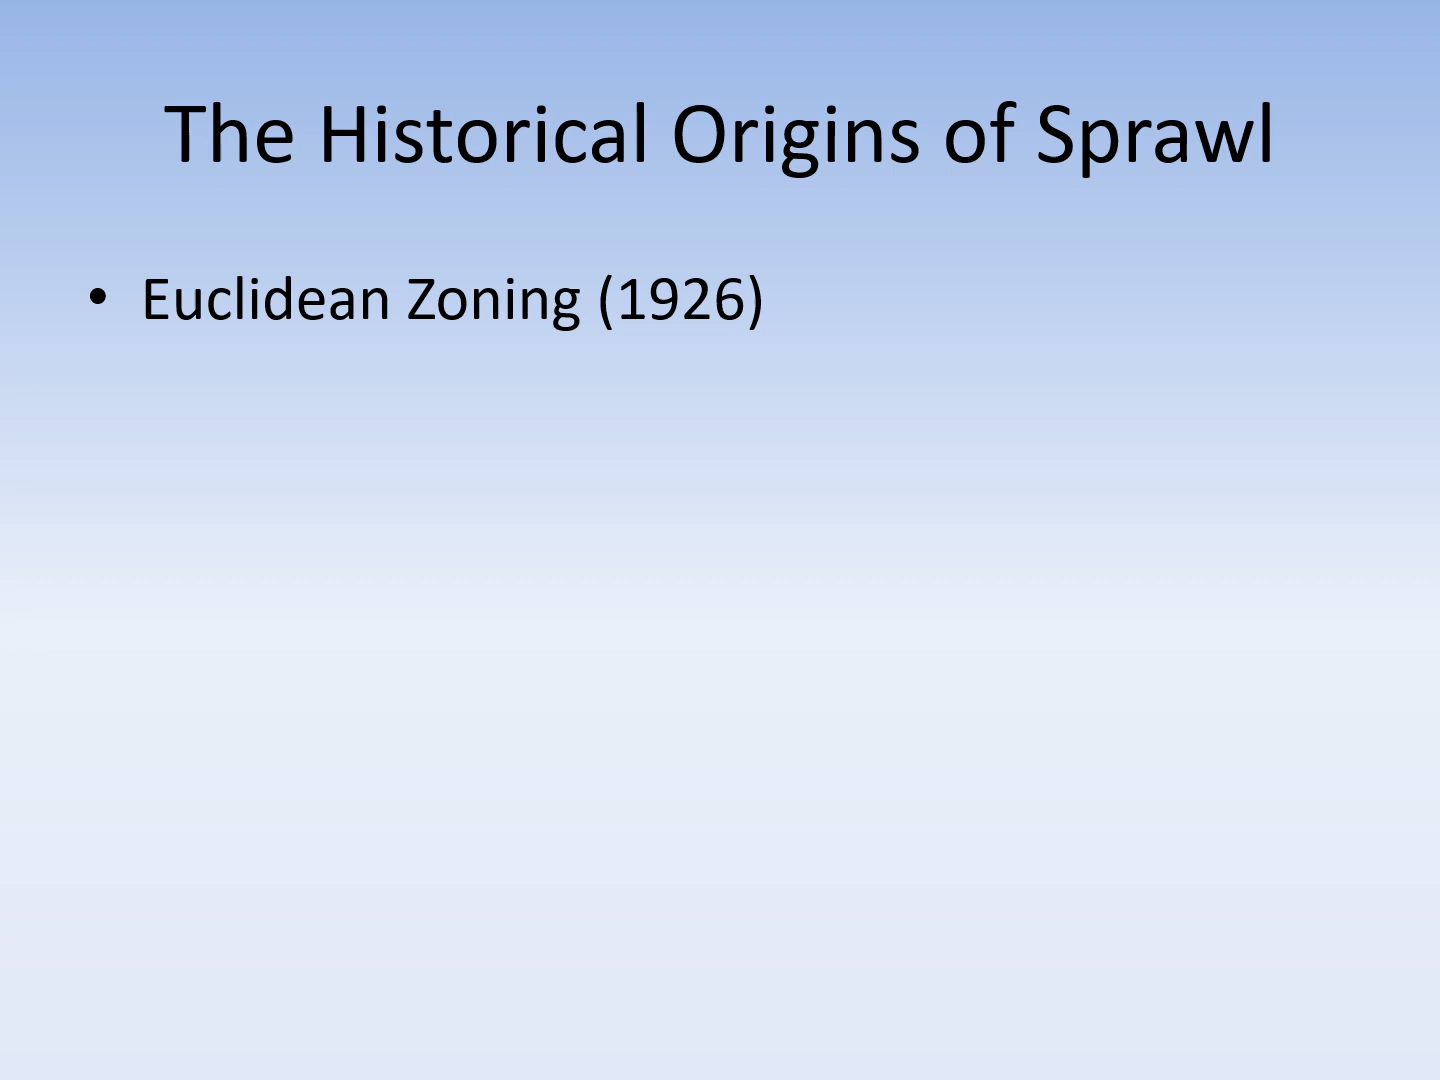 The Historical Origins of Sprawl
• Euclidean Zoning (1926)